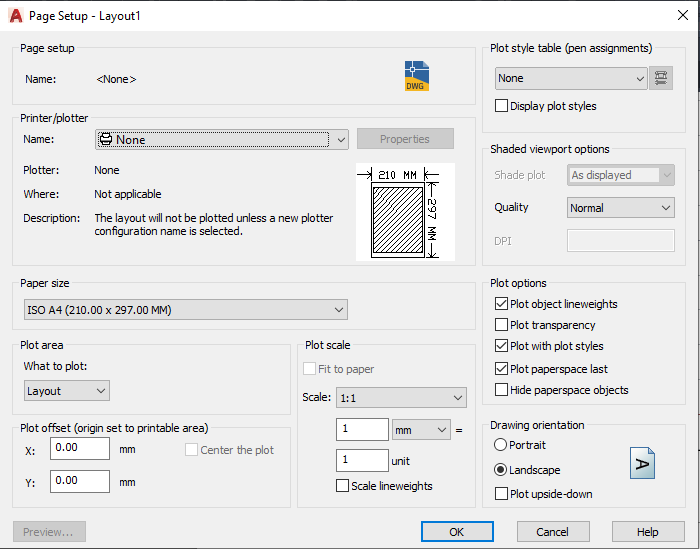 Page Setup - Layout1
Page setup
Name: <None>
DWG
Printer/plotter
Name: None
Properties
Plotter: None
Where: Not applicable
Description: The layout will not be plotted unless a new plotter
configuration name is selected.
210 MM
297 MM
Paper size
ISO A4 (210.00 x 297.00 MM)
Plot area
What to plot:
Layout
Plot offset (origin set to printable area)
X: 0.00 mm
Center the plot
Y: 0.00 mm
Plot scale
Fit to paper
Scale: 1:1
1 mm =
1 unit
Scale lineweights
Plot style table (pen assignments)
None
Display plot styles
Shaded viewport options
Shade plot As displayed
Quality Normal
DPI
Plot options
Plot object lineweights
Plot transparency
Plot with plot styles
Plot paperspace last
Hide paperspace objects
Drawing orientation
Portrait
Landscape
Plot upside-down
A
Preview...
OK
Cancel
Help